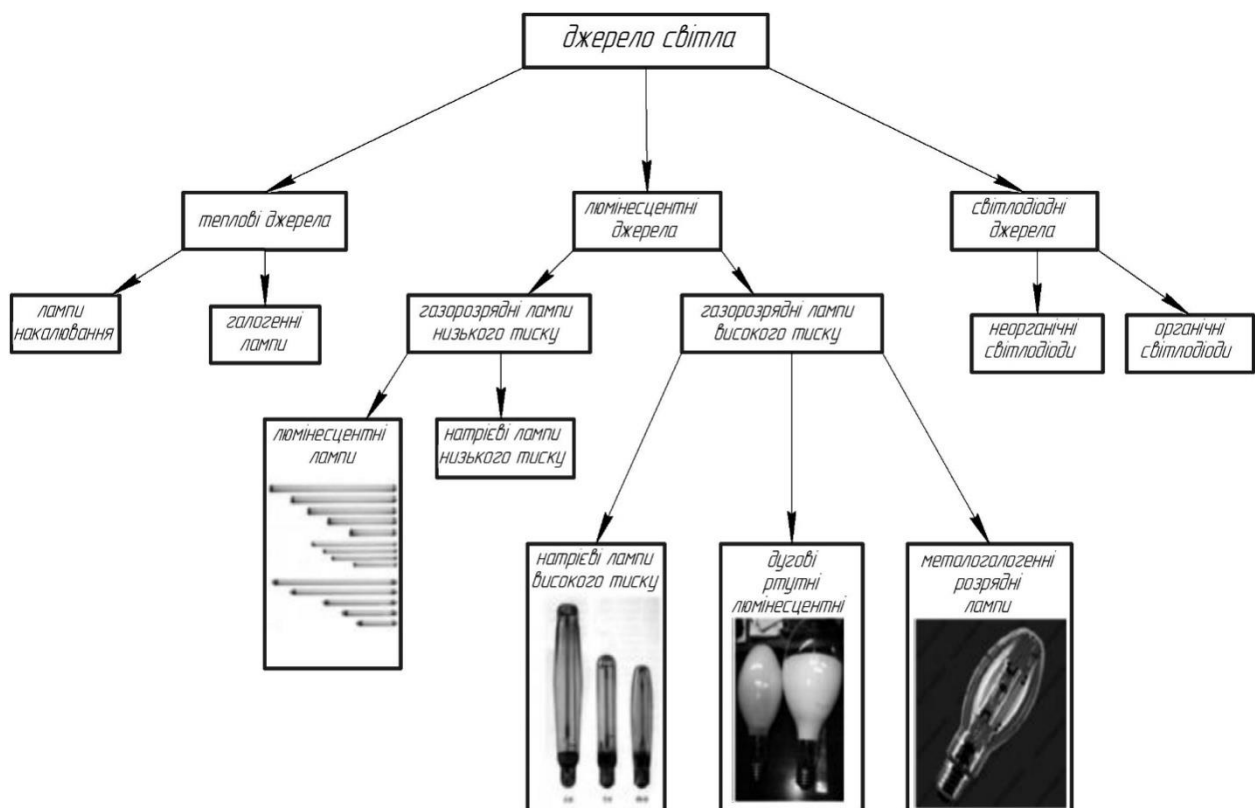 джерело світла
теплові джерела
люмінесцентні
джерела
світлодіодні
джерела
лампи
накалювання
галогенні
лампи
газорозрядні лампи
низького тиску
газорозрядні лампи
високого тиску
неорганічні
світлодіоди
органічні
світлодіоди
люмінесцентні
лампи
натрієві лампи
низького тиску
натрієві лампи
високого тиску
дугові
ртутні
люмінесцентні
металогалогенні
розрядні
лампи